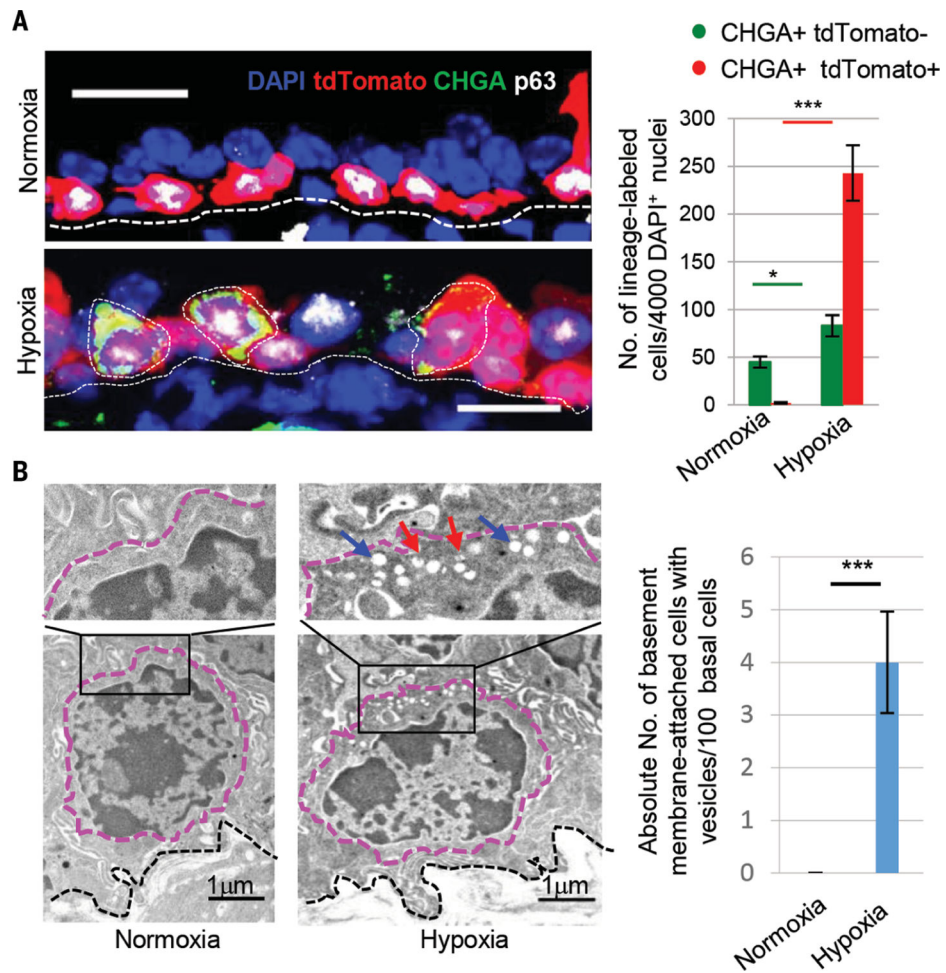 A
DAPI tdTomato CHGA p63
Normoxia
Hypoxia
CHGA+ tdTomato-
CHGA+ tdTomato+
No. of lineage-labeled
cells/4000 DAPI+ nuclei
300
250
200
150
100
50
0
***
*
Normoxia
Hypoxia
B
1μm
1μm
Normoxia
Hypoxia
Absolute No. of basement
membrane-attached cells with
vesicles/100 basal cells
6
5
4
3
2
1
0
***
Normoxia
Hypoxia